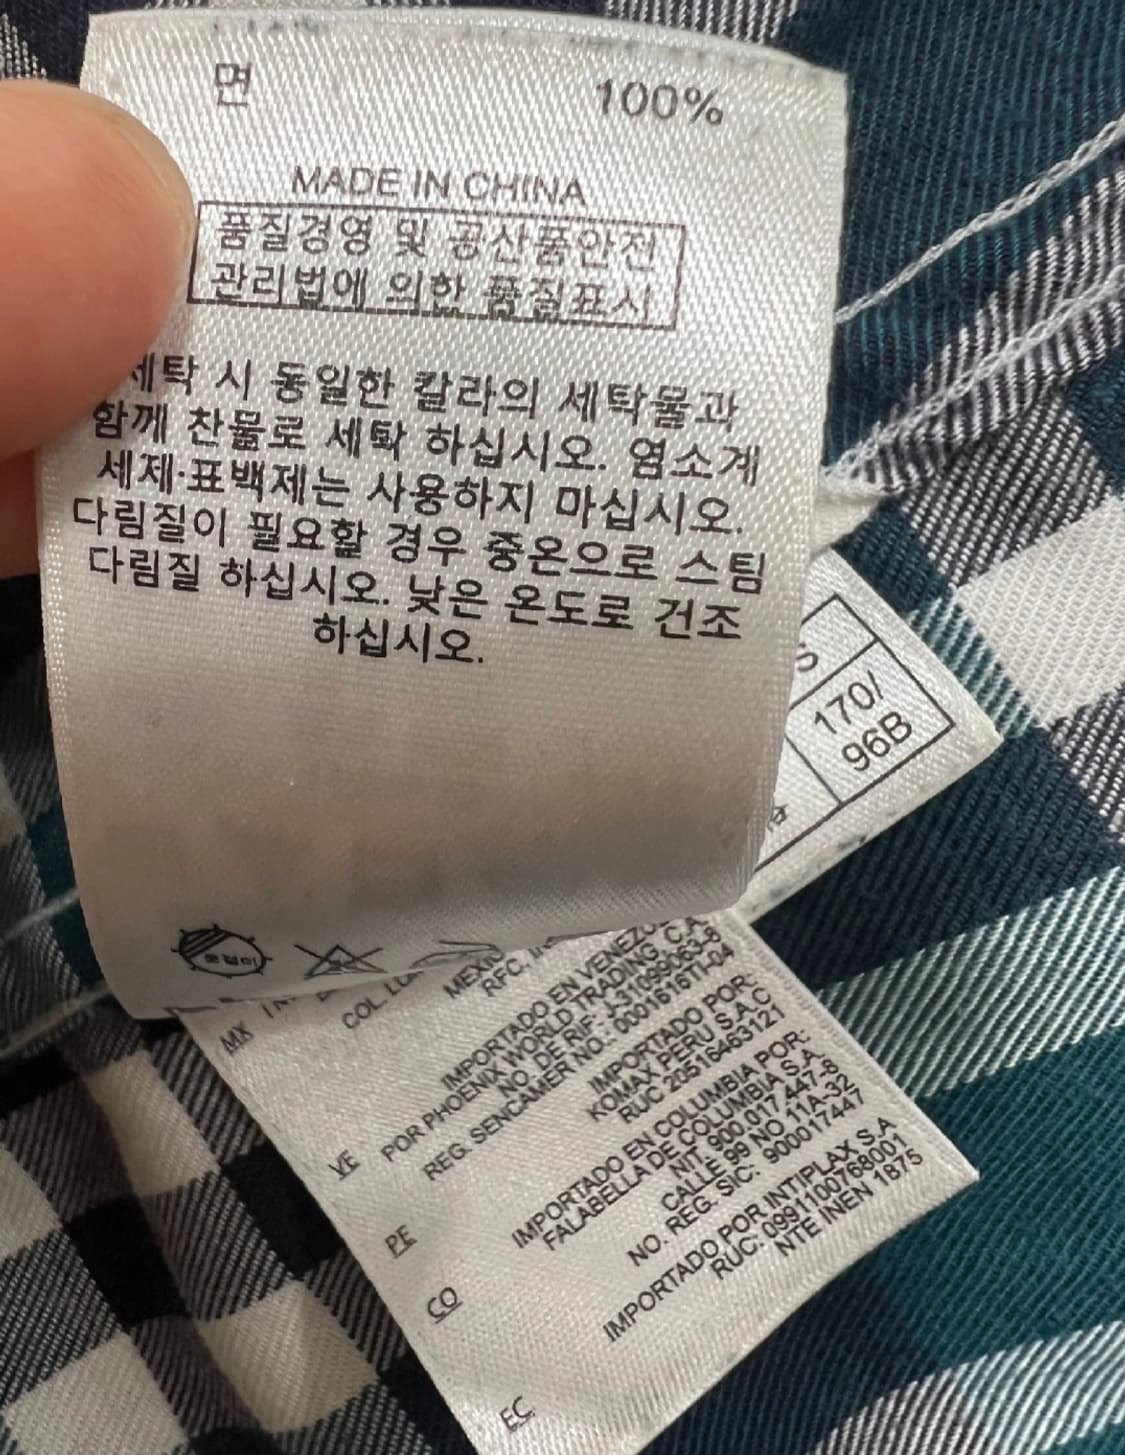 면 100%
MADE IN CHINA
품질경영 및 공산품안전
관리법에 의한 품질표시
세탁 시 동일한 칼라의 세탁물과
함께 찬물로 세탁 하십시오. 염소계
세제·표백제는 사용하지 마십시오.
다림질이 필요할 경우 중온으로 스팀
다림질 하십시오. 낮은 온도로 건조
하십시오.
옷걸이
S
170/
96B
MX
COL
RFC.
VE
IMPORTADO EN
POR PHOENIX WORLD TRADING, C.A.
NO. DE RIF: J-31099063-8
REG. SENCAMER NO.: 0001616TI-04
PE
IMPORTADO POR:
KOMAX PERU S.A.C
RUC 20516463121
CO
IMPORTADO EN COLUMBIA POR:
FALABELLA DE COLUMBIA S.A.
NIT. 900.017.447-8
CALLE 99 NO. 11A-32
NO. REG. SIC: 900017447
EC
IMPORTADO POR INTIPLAX S.A
RUC: 0991100768001
NTE INEN 1875